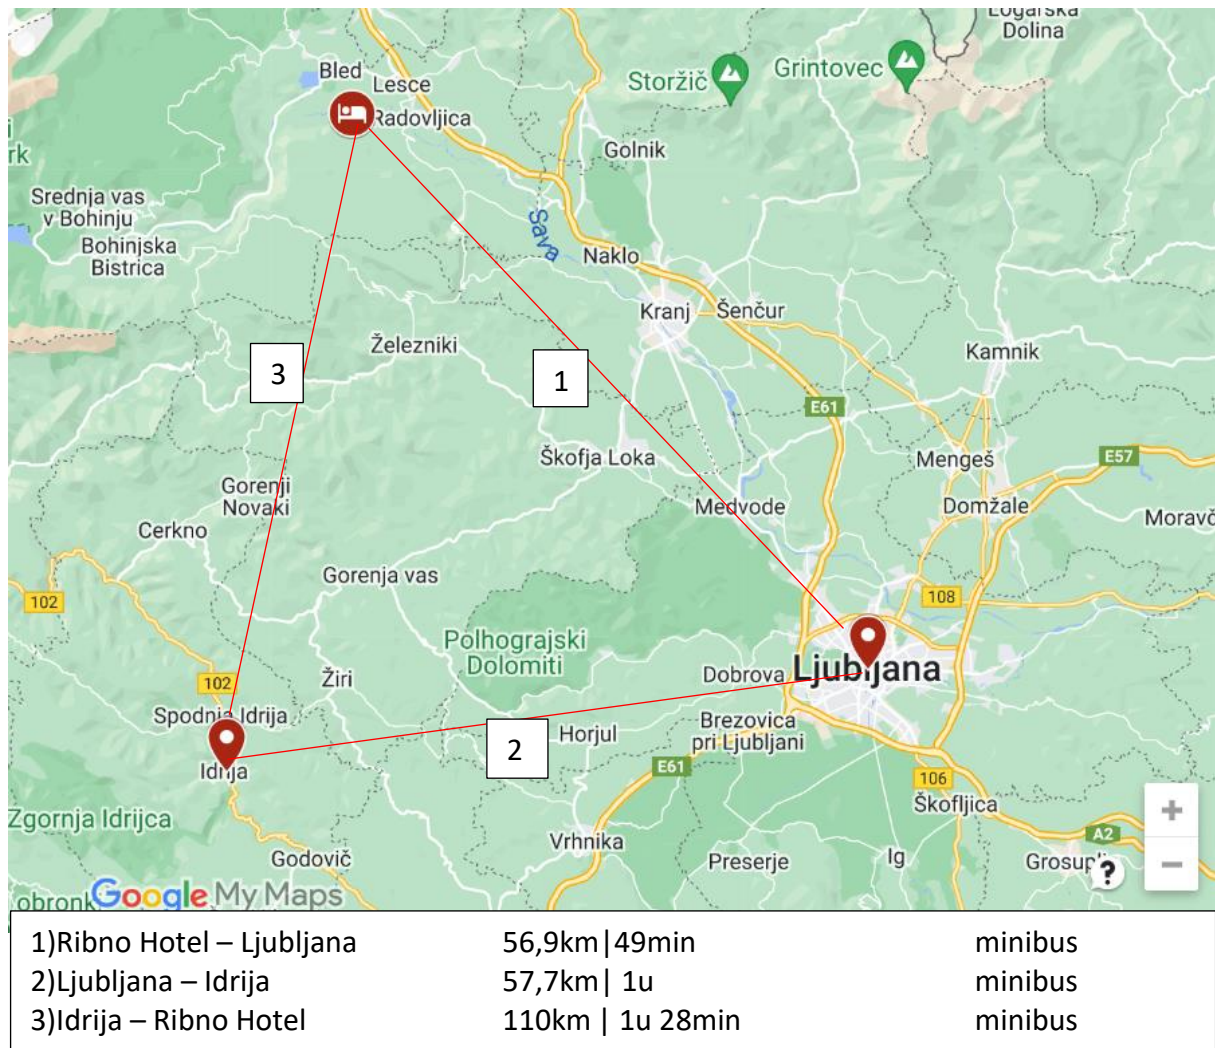 Logarska
Dolina
Bled
Lesce
Radovljica
Storžič
Grintovec
rk
Golnik
Srednja vas
v Bohinju
Bohinjska
Bistrica
Sava
Naklo
Kranj
Šenčur
Železniki
Kamnik
3
1
E61
Škofja Loka
Mengeš
E57
Gorenji
Novaki
Medvode
Domžale
Moravč
Cerkno
Gorenja vas
102
108
Polhograjski
Dolomiti
Dobrova
Ljubljana
Žiri
102
Spodnja Idrija
Brezovica
pri Ljubljani
Horjul
2
Idrija
E61
106
Škofljica
+
Zgornja Idrijca
Vrhnika
A2
Godovič
Preserje
Ig
Grosuplj
?
−
obronk
Google My Maps
1)Ribno Hotel – Ljubljana 56,9km|49min minibus
2)Ljubljana – Idrija 57,7km| 1u minibus
3)Idrija – Ribno Hotel 110km | 1u 28min minibus